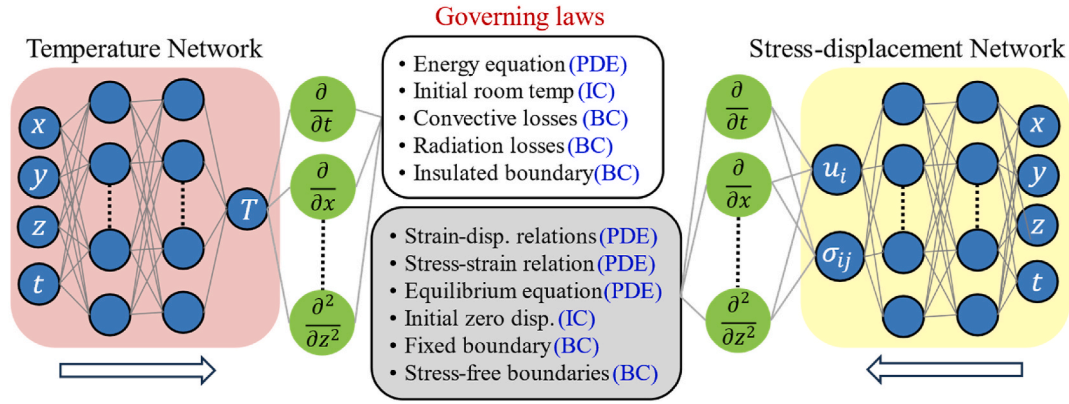 Governing laws
Temperature Network
x
y
z
t
T
∂/∂t
∂/∂x
∂²/∂z²
• Energy equation (PDE)
• Initial room temp (IC)
• Convective losses (BC)
• Radiation losses (BC)
• Insulated boundary (BC)
• Strain-disp. relations (PDE)
• Stress-strain relation (PDE)
• Equilibrium equation (PDE)
• Initial zero disp. (IC)
• Fixed boundary (BC)
• Stress-free boundaries (BC)
Stress-displacement Network
∂/∂t
∂/∂x
∂²/∂z²
uᵢ
σᵢⱼ
x
y
z
t